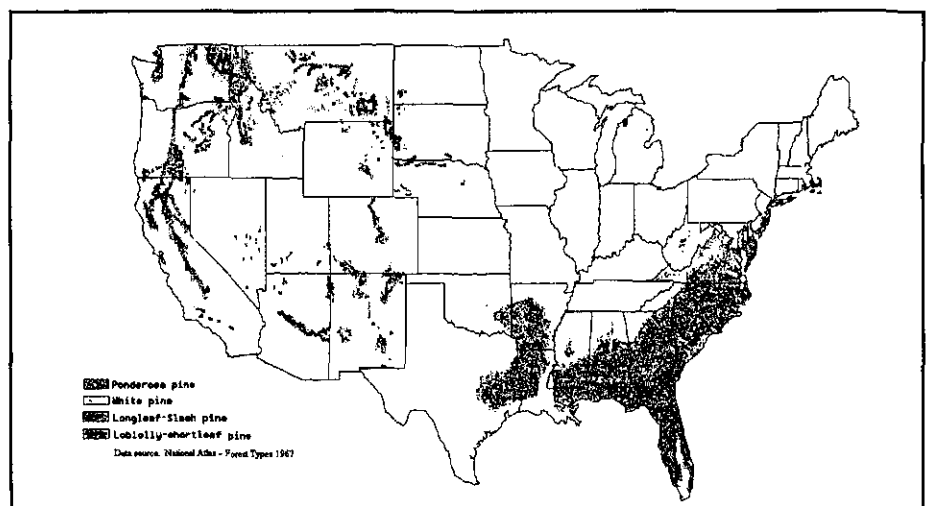 Ponderosa pine
White pine
Longleaf-Slash pine
Loblolly-shortleaf pine
Data source. National Atlas - Forest Types 1967